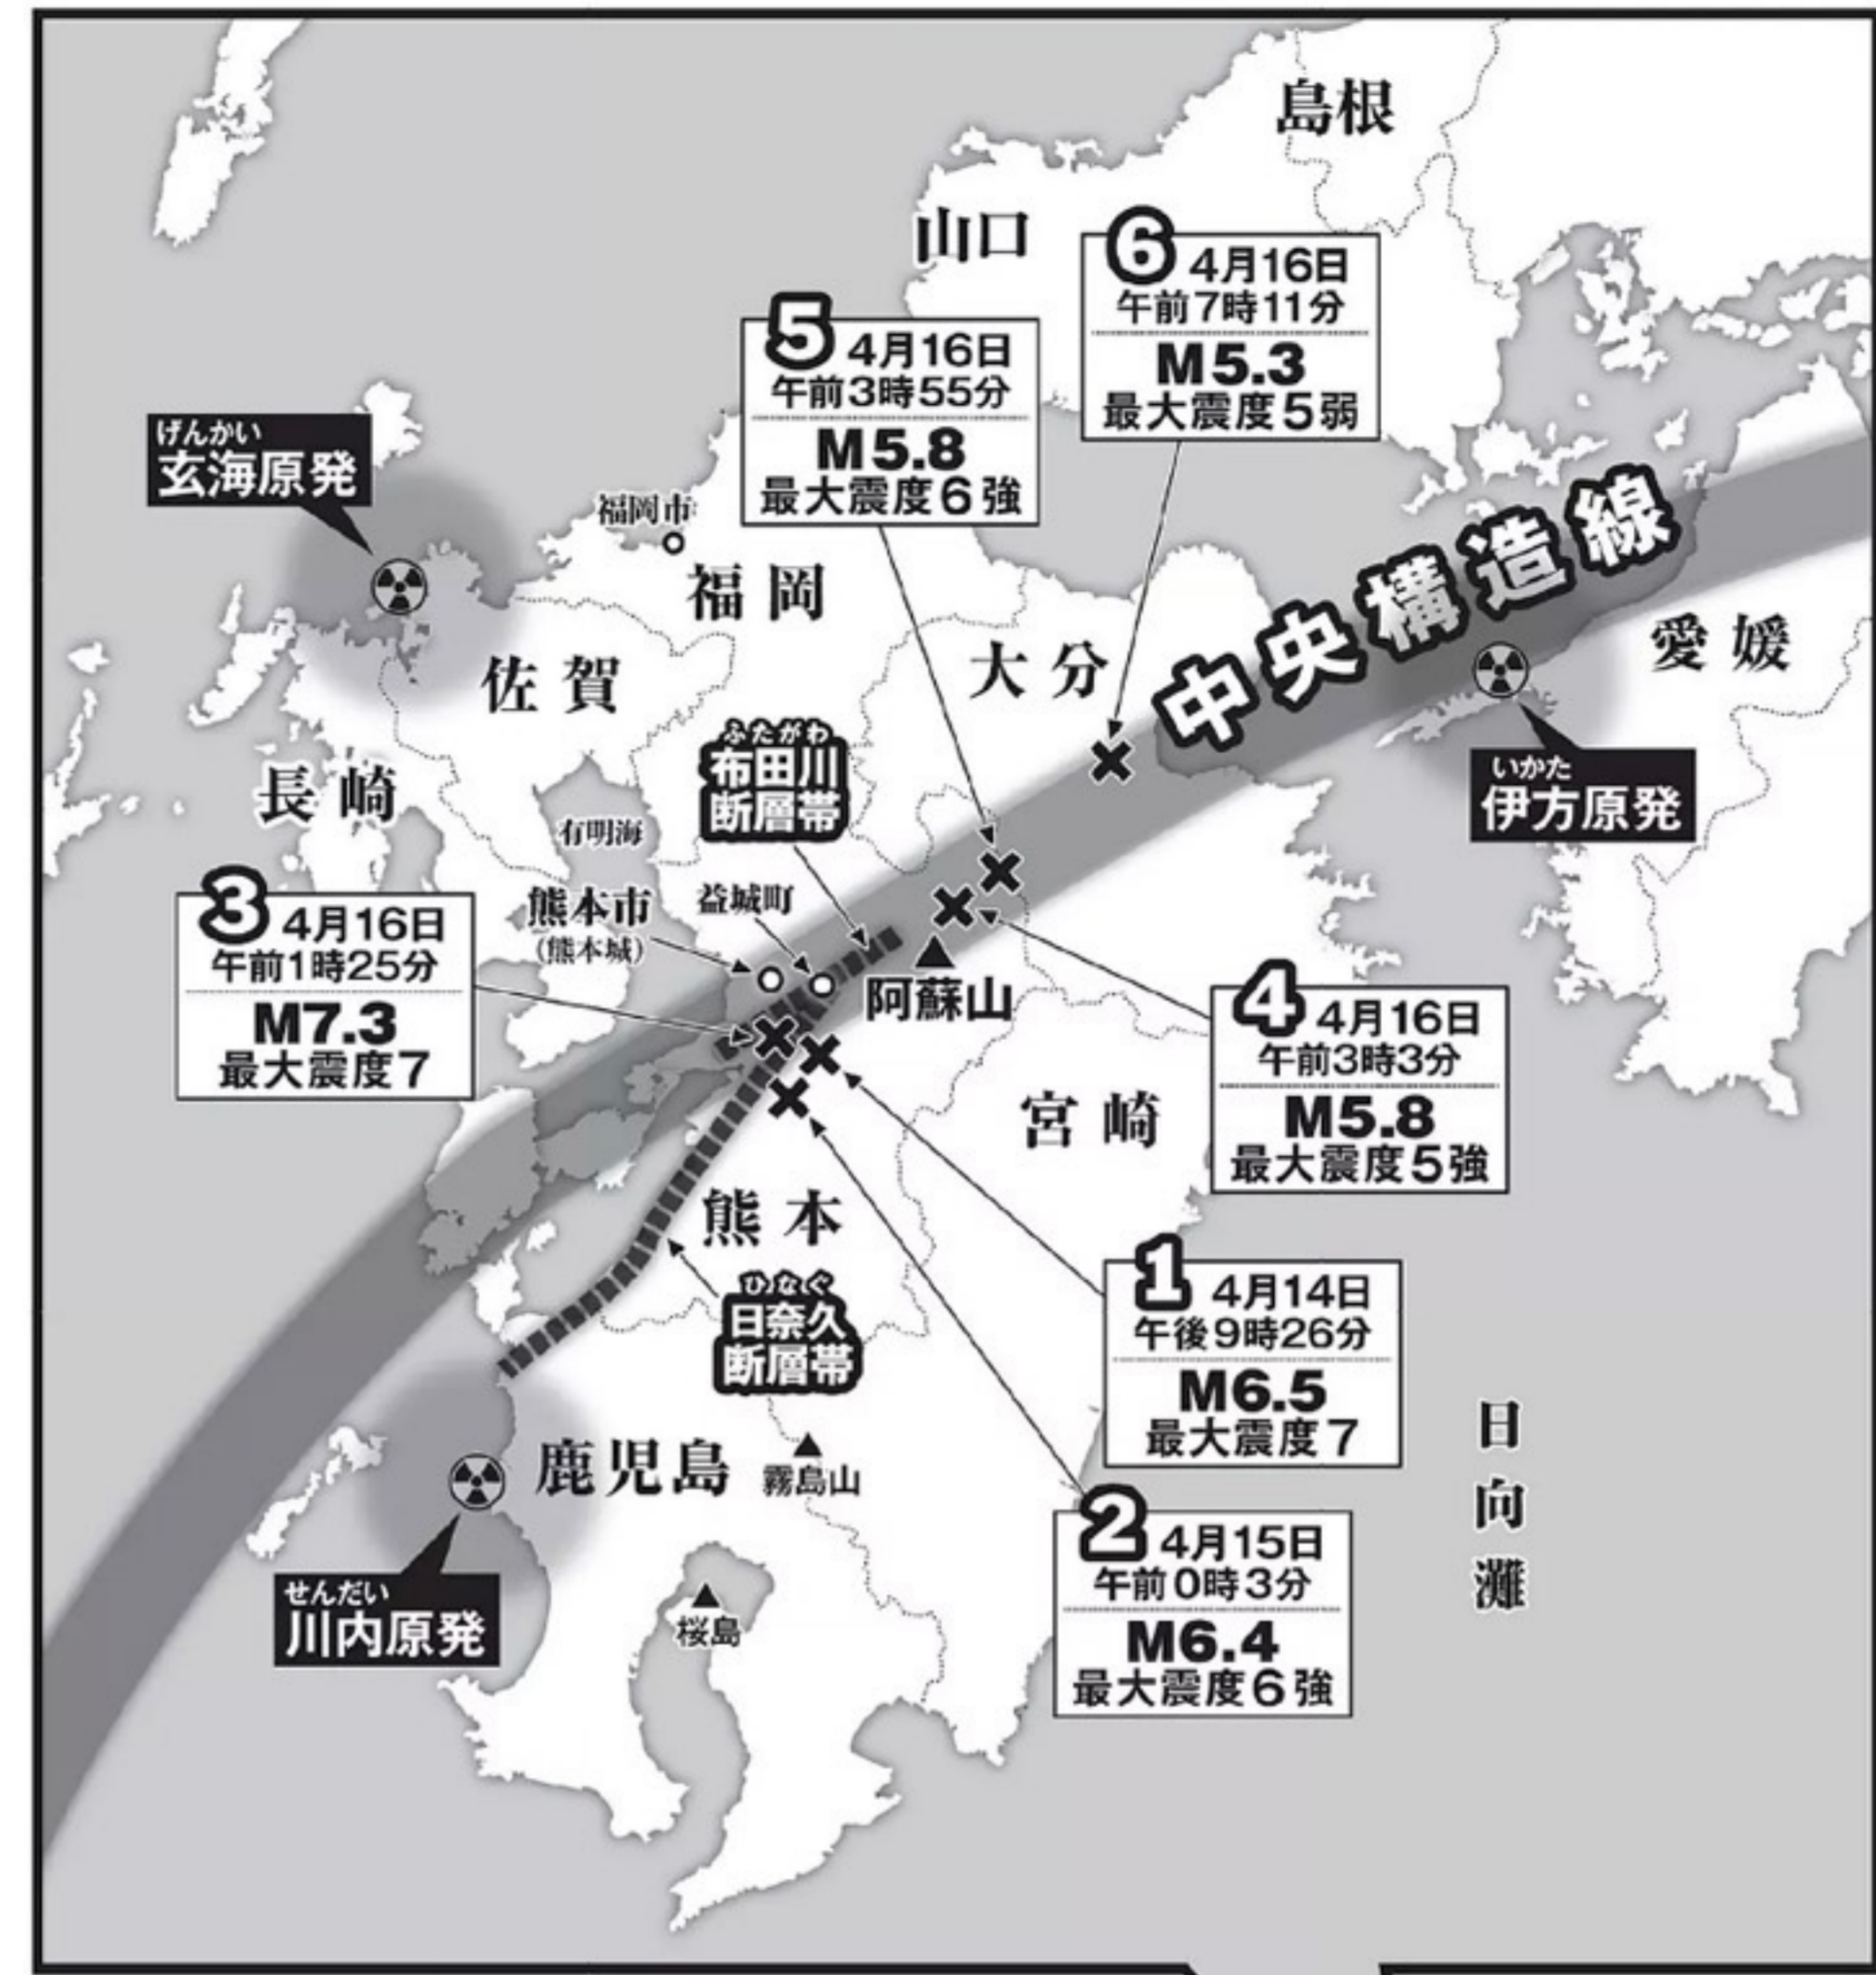 島根
山口
6 4月16日
午前7時11分
M5.3
最大震度5弱
5 4月16日
午前3時55分
M5.8
最大震度6強
げんかい
玄海原発
福岡市
福岡
中央構造線
佐賀
大分
愛媛
ふたがわ
布田川
断層帯
いかた
伊方原発
長崎
有明海
熊本市
(熊本城)
益城町
3 4月16日
午前1時25分
M7.3
最大震度7
阿蘇山
4 4月16日
午前3時3分
M5.8
最大震度5強
宮崎
熊本
ひなぐ
日奈久
断層帯
1 4月14日
午後9時26分
M6.5
最大震度7
日向灘
鹿児島
霧島山
2 4月15日
午前0時3分
M6.4
最大震度6強
せんだい
川内原発
桜島